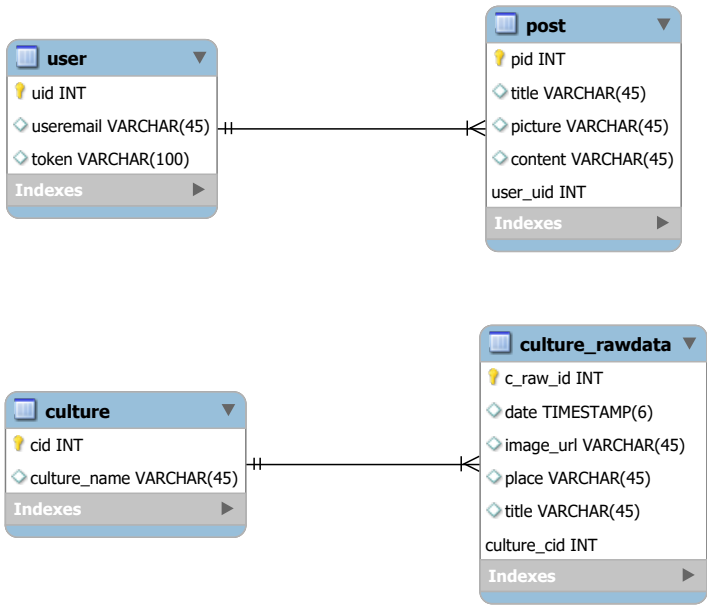 user
uid INT
useremail VARCHAR(45)
token VARCHAR(100)
Indexes
post
pid INT
title VARCHAR(45)
picture VARCHAR(45)
content VARCHAR(45)
user_uid INT
Indexes
culture
cid INT
culture_name VARCHAR(45)
Indexes
culture_rawdata
c_raw_id INT
date TIMESTAMP(6)
image_url VARCHAR(45)
place VARCHAR(45)
title VARCHAR(45)
culture_cid INT
Indexes